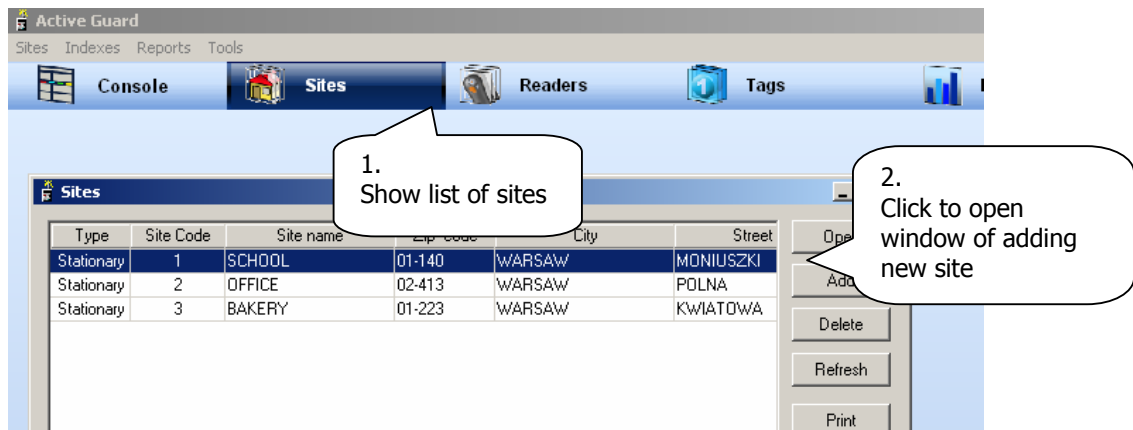 Active Guard
Sites Indexes Reports Tools
Console Sites Readers Tags
1.
Show list of sites
2.
Click to open
window of adding
new site
Sites
Type Site Code Site name City Street
Stationary 1 SCHOOL 01-140 WARSAW MONIUSZKI
Stationary 2 OFFICE 02-413 WARSAW POLNA
Stationary 3 BAKERY 01-223 WARSAW KWIATOWA
Delete
Refresh
Print